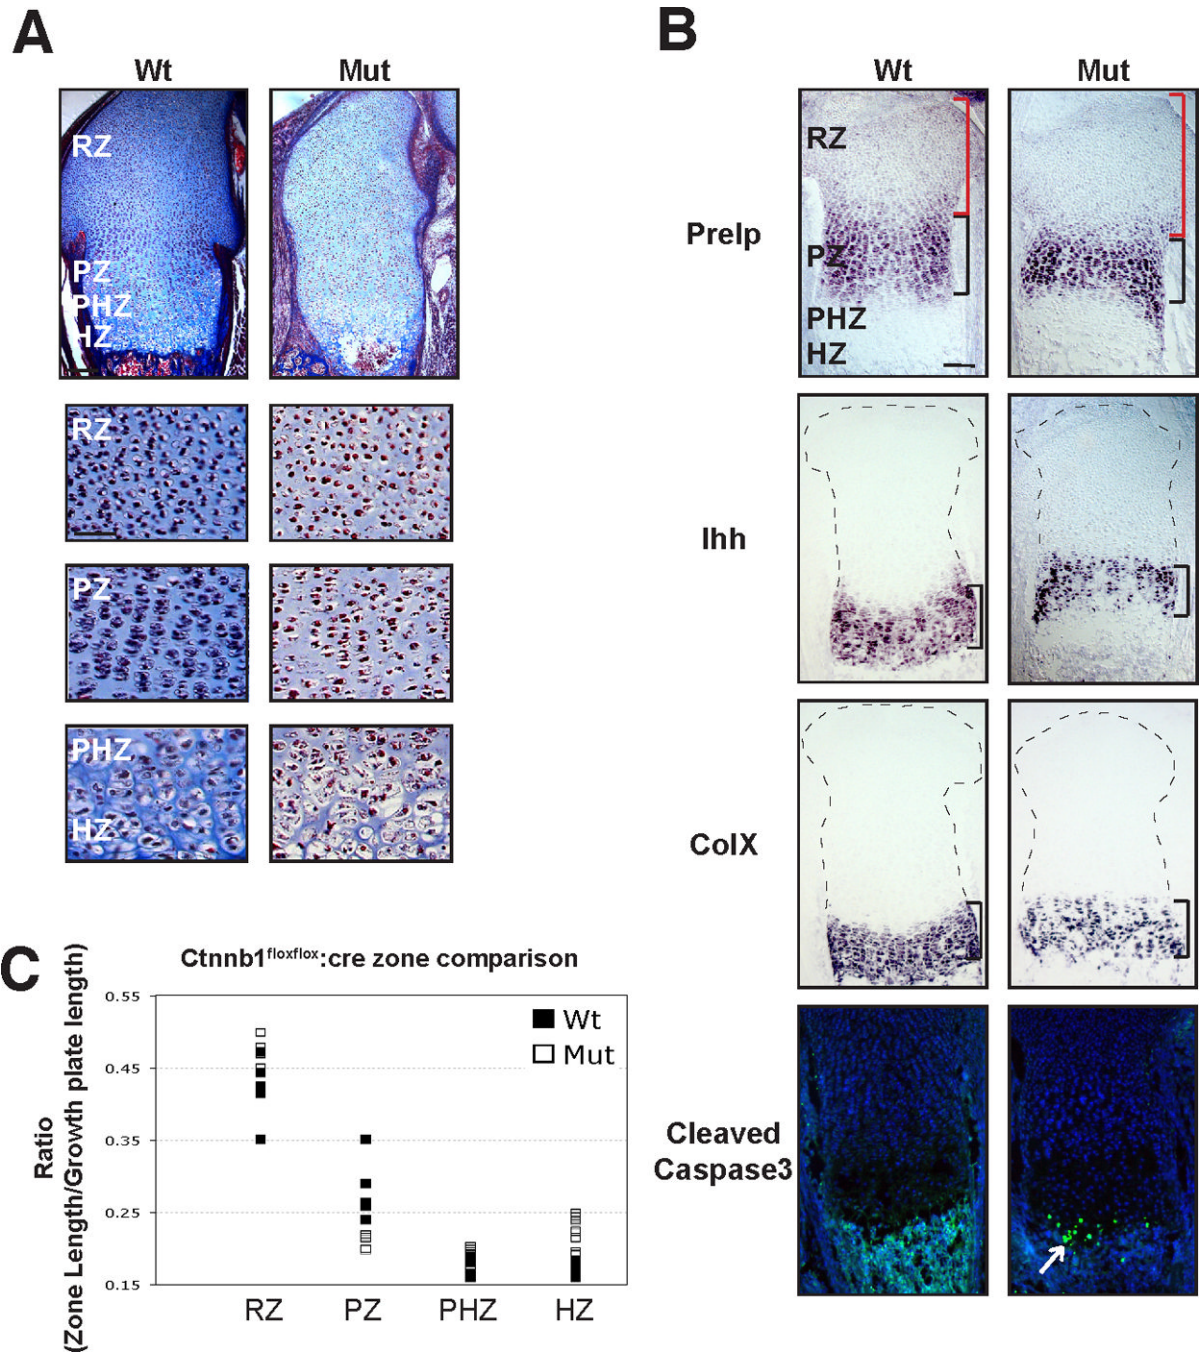 A
B
Wt
Mut
Wt
Mut
RZ
PZ
PHZ
HZ
RZ
PZ
PHZ
HZ
RZ
PZ
PHZ
HZ
Prelp
Ihh
ColX
Cleaved
Caspase3
C
Ctnnb1floxflox:cre zone comparison
Ratio
(Zone Length/Growth plate length)
0.55
0.45
0.35
0.25
0.15
Wt
Mut
RZ PZ PHZ HZ